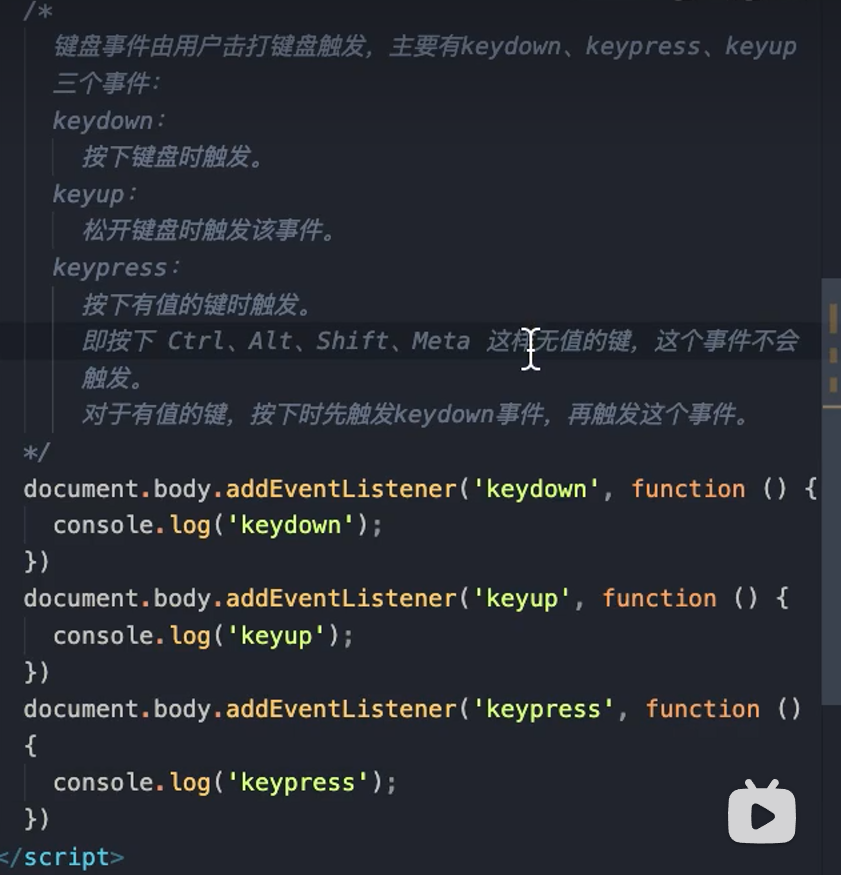 /*
键盘事件由用户击打键盘触发，主要有keydown、keypress、keyup
三个事件：
keydown：
按下键盘时触发。
keyup：
松开键盘时触发该事件。
keypress：
按下有值的键时触发。
即按下 Ctrl、Alt、Shift、Meta 这样无值的键，这个事件不会
触发。
对于有值的键，按下时先触发keydown事件，再触发这个事件。
*/
document.body.addEventListener('keydown', function () {
console.log('keydown');
})
document.body.addEventListener('keyup', function () {
console.log('keyup');
})
document.body.addEventListener('keypress', function ()
{
console.log('keypress');
})
</script>